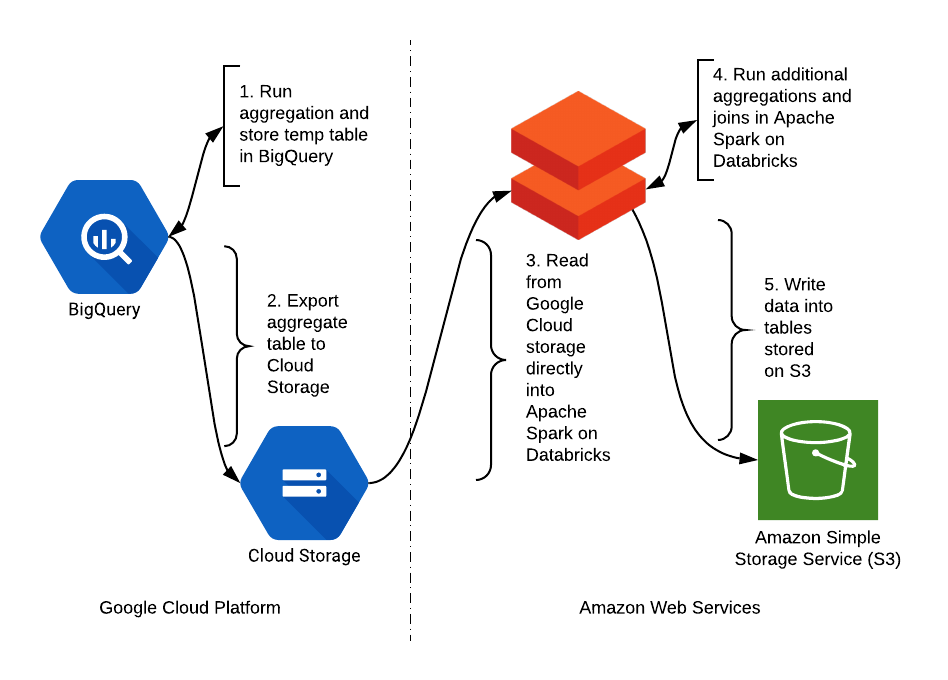 1. Run
aggregation and
store temp table
in BigQuery
BigQuery
2. Export
aggregate
table to
Cloud
Storage
Cloud Storage
Google Cloud Platform
3. Read
from
Google
Cloud
storage
directly
into
Apache
Spark on
Databricks
4. Run additional
aggregations and
joins in Apache
Spark on
Databricks
5. Write
data into
tables
stored
on S3
Amazon Simple
Storage Service (S3)
Amazon Web Services